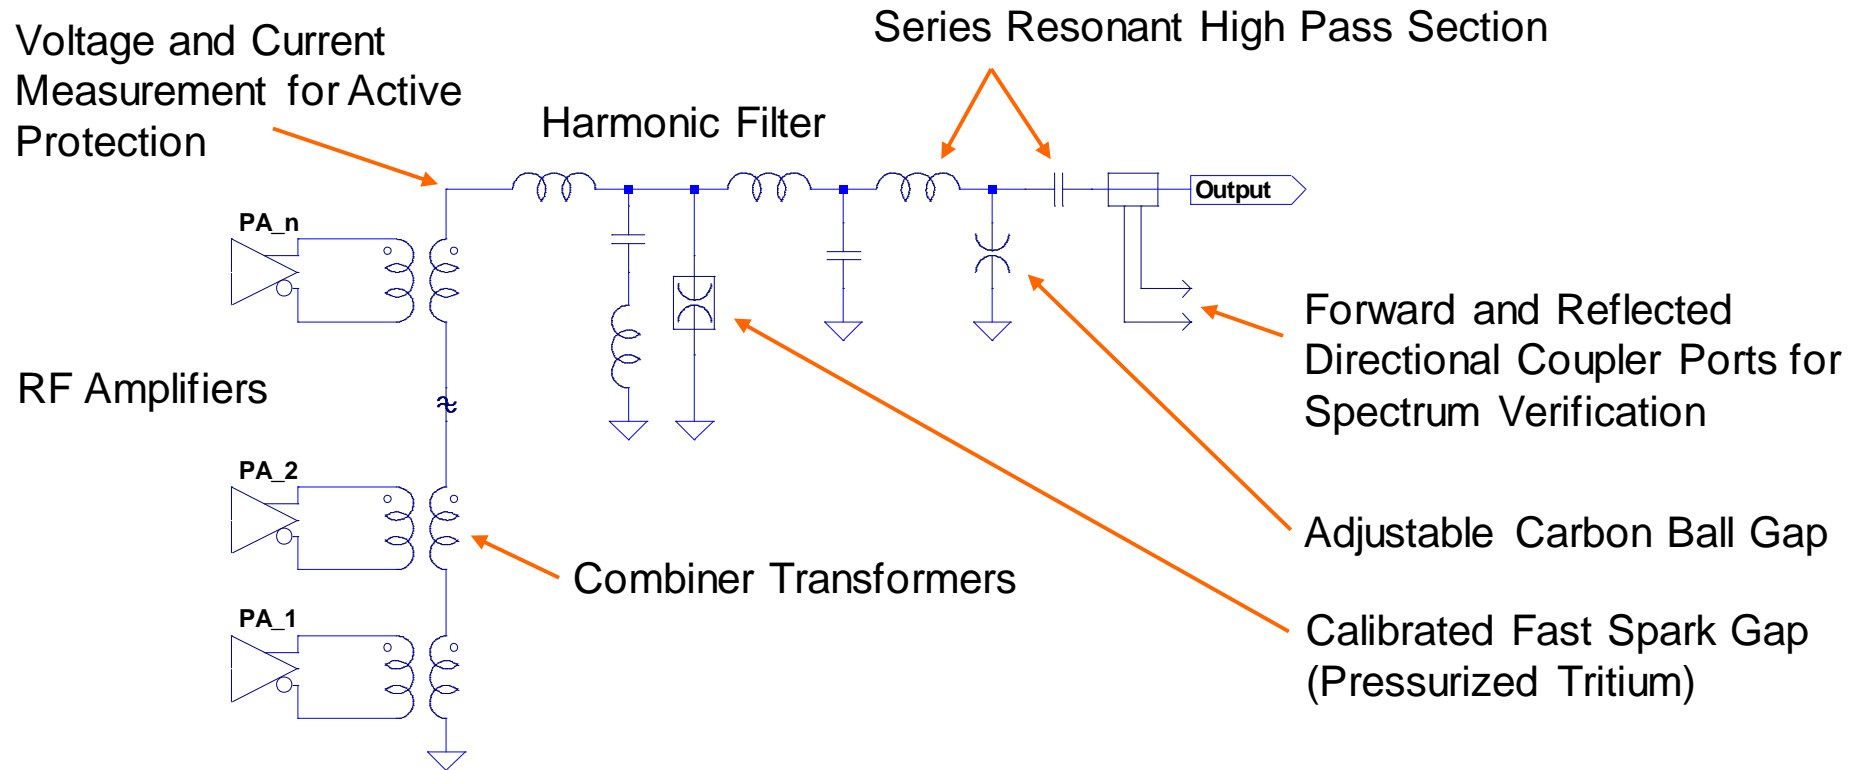 Voltage and Current
Measurement for Active
Protection
Series Resonant High Pass Section
Harmonic Filter
Output
PA_n
RF Amplifiers
Forward and Reflected
Directional Coupler Ports for
Spectrum Verification
PA_2
Adjustable Carbon Ball Gap
Combiner Transformers
PA_1
Calibrated Fast Spark Gap
(Pressurized Tritium)